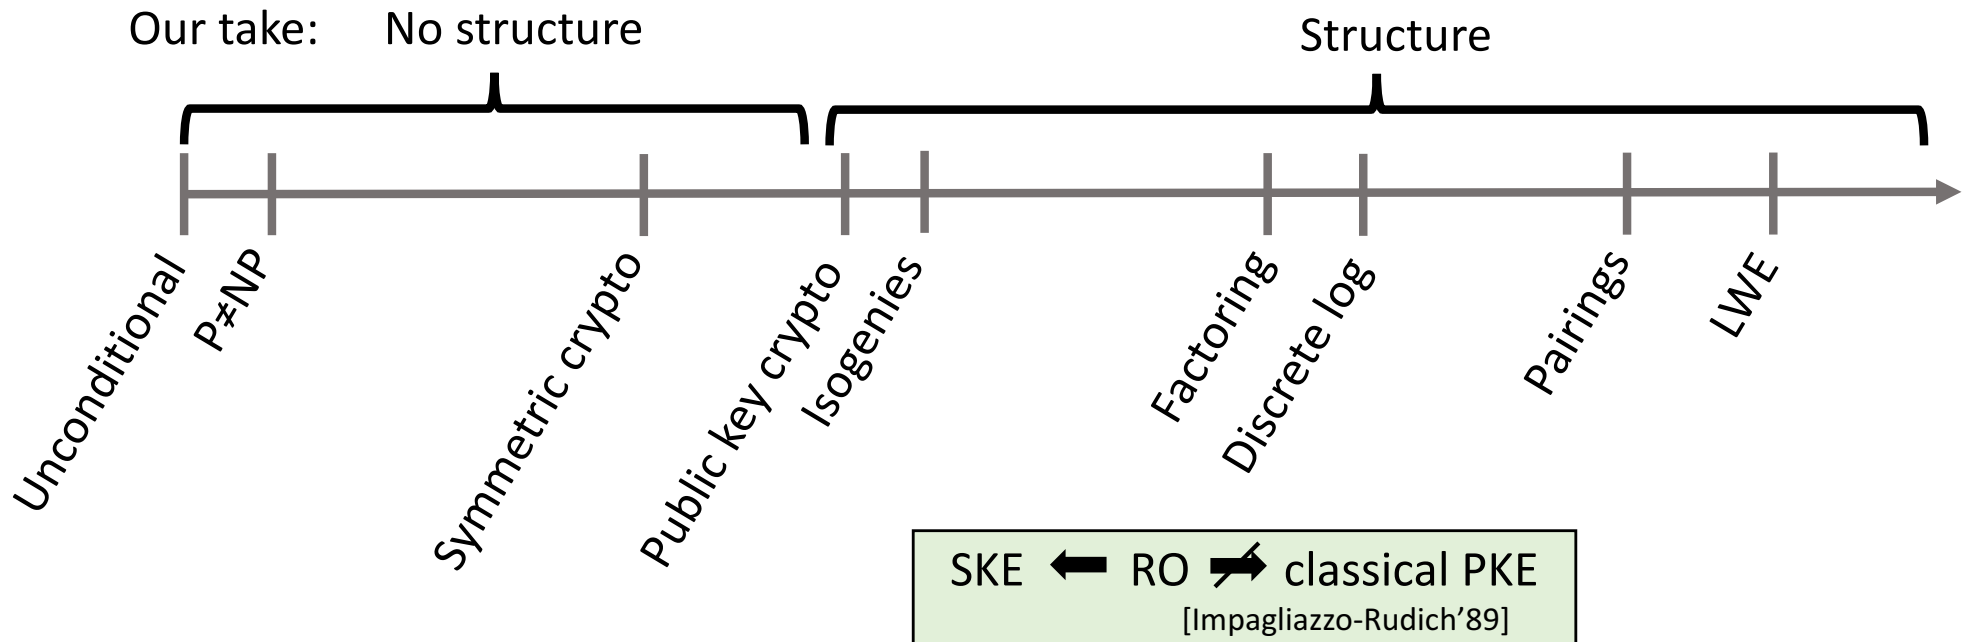 Our take: No structure
Structure
Unconditional
P≠NP
Symmetric crypto
Public key crypto
Isogenies
Factoring
Discrete log
Pairings
LWE
SKE ← RO ⇏ classical PKE
[Impagliazzo-Rudich’89]